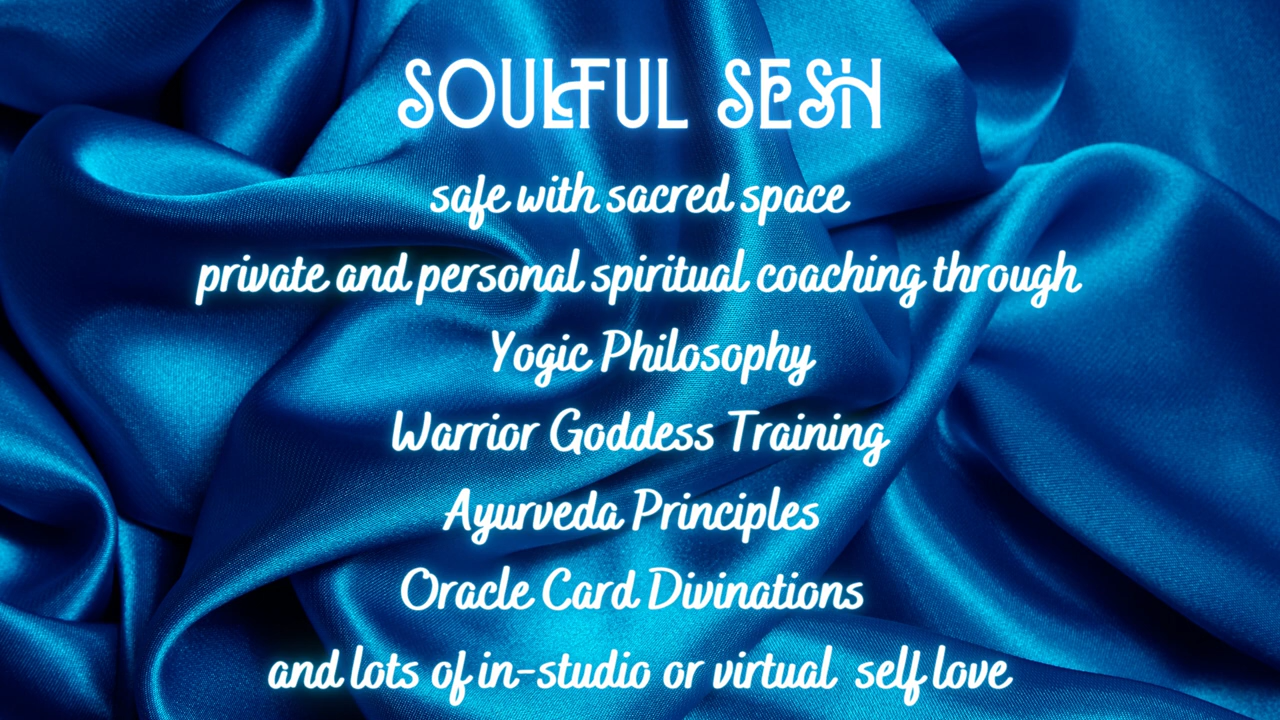 SOULFUL SESH
safe with sacred space
private and personal spiritual coaching through
Yogic Philosophy
Warrior Goddess Training
Ayurveda Principles
Oracle Card Divinations
and lots of in-studio or virtual self love